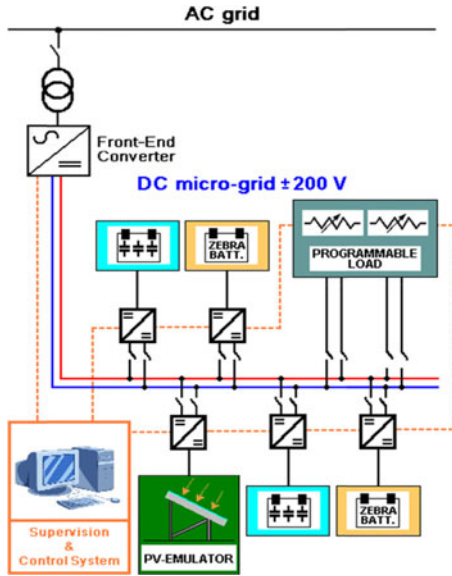 AC grid
Front-End
Converter
DC micro-grid ±200 V
ZEBRA
BATT.
PROGRAMMABLE
LOAD
Supervision
&
Control System
PV-EMULATOR
ZEBRA
BATT.